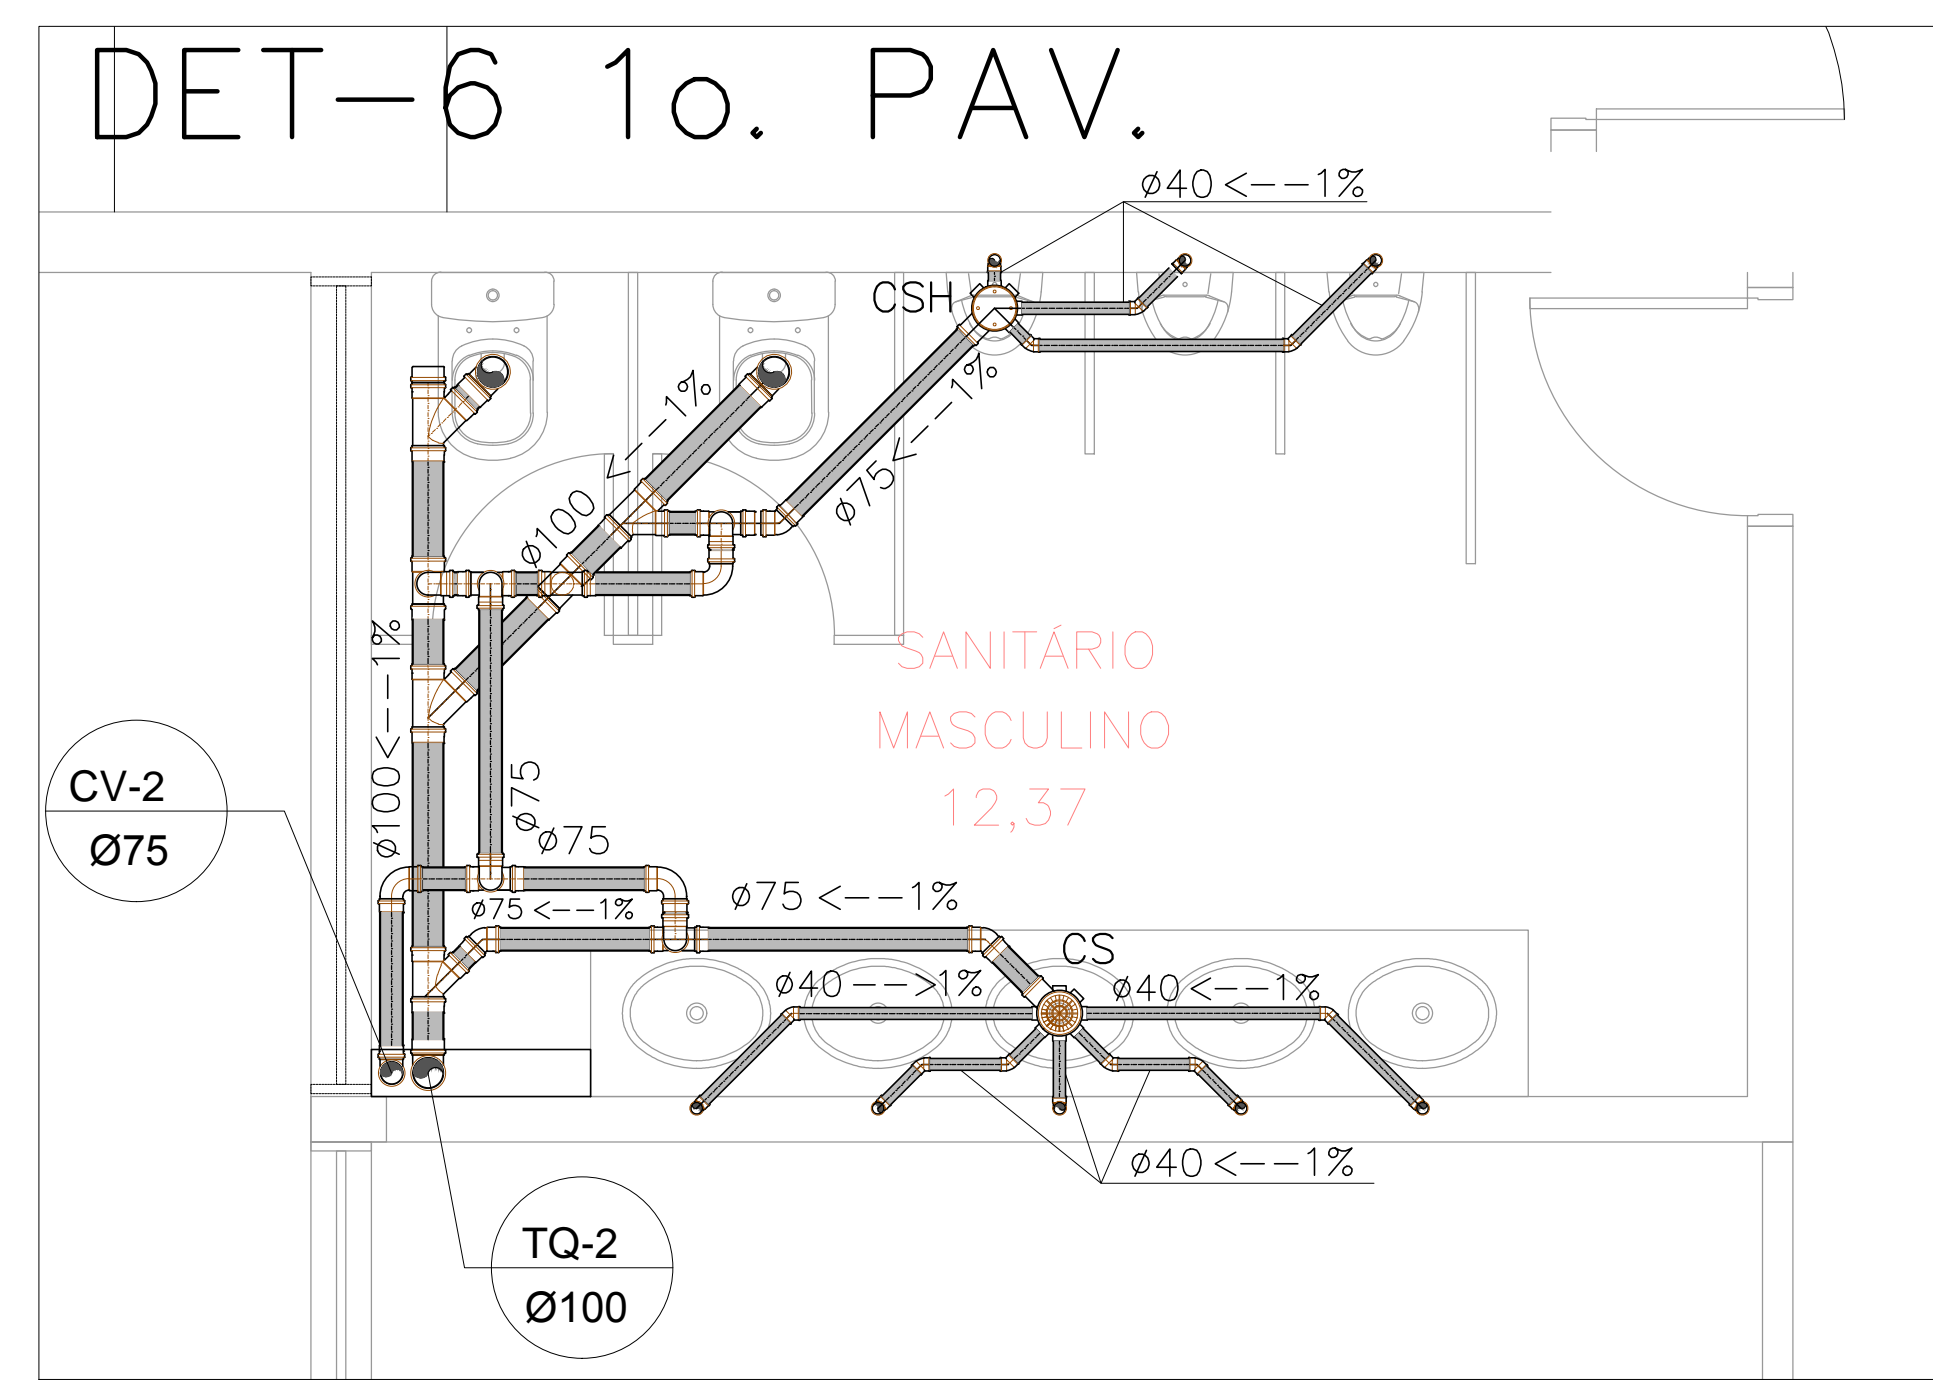 DET-6 1o. PAV.
ø40<--1%
CSH
ø100 <--1%
ø75<--1%
ø100<--1%
SANITÁRIO
MASCULINO
12,37
CV-2
Ø75
ø75
ø75
ø75<--1%
ø75<--1%
CS
ø40-->1%
ø40<--1%
ø40<--1%
TQ-2
Ø100